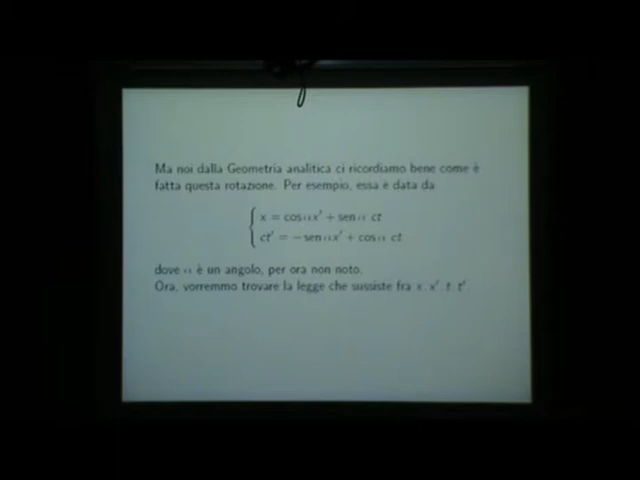 Ma noi dalla Geometria analitica ci ricordiamo bene come è
fatta questa rotazione. Per esempio, essa è data da
x = cos α x′ + sen α ct
ct′ = − sen α x′ + cos α ct
dove α è un angolo, per ora non noto.
Ora, vorremmo trovare la legge che sussiste fra x, x′, t, t′